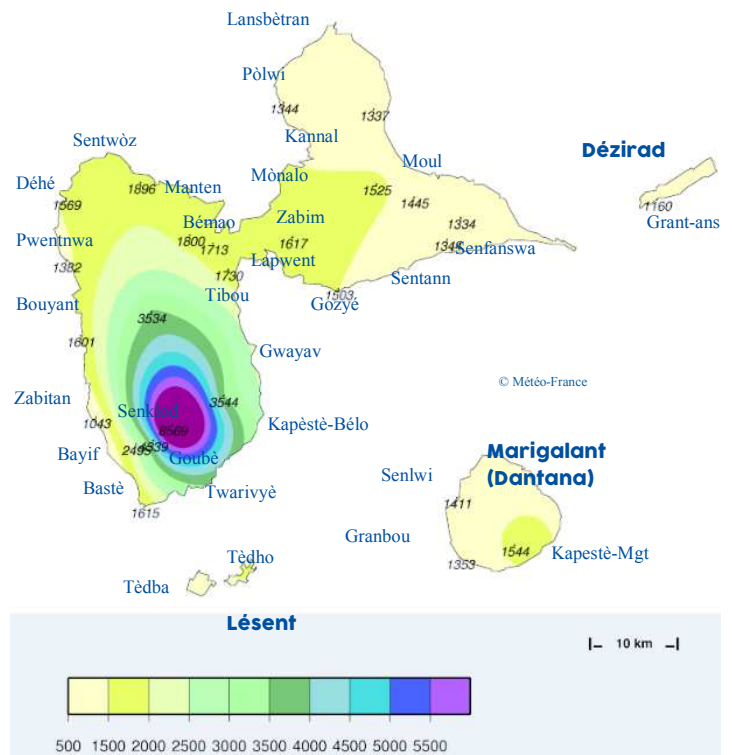 Lansbètran
Pòlwi
1344
1337
Kannal
Sentwòz
Moul
Dézirad
Déhé
1896
Manten
Mònalo
1525
1569
1445
1160
Grant-ans
Bémao
Zabim
1334
Pwentnwa
1800
1713
1617
1348
Senfanswa
1382
Lapwent
1730
Sentann
Tibou
1503
Gozyé
Bouyant
3534
1601
Gwayav
© Météo-France
Zabitan
3544
1043
6569
Kapèstè-Bélo
Bayif
2495
Goubè
Marigalant
(Dantana)
Senlwi
Bastè
Twarivyè
1411
1615
Granbou
1544
Kapestè-Mgt
1353
Tèdho
Tèdba
Lésent
10 km
500 1500 2000 2500 3000 3500 4000 4500 5000 5500